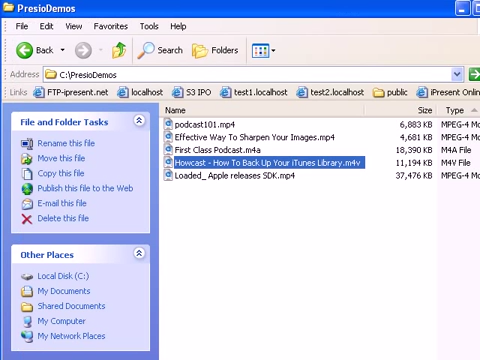 PresioDemos
File Edit View Favorites Tools Help
Back Search Folders
Address C:\PresioDemos
Links FTP-ipresent.net localhost S3 IPO test1.localhost test2.localhost public iPresent Online
File and Folder Tasks
Rename this file
Move this file
Copy this file
Publish this file to the Web
E-mail this file
Delete this file
Other Places
Local Disk (C:)
My Documents
Shared Documents
My Computer
My Network Places
Name Size Type
podcast101.mp4 6,883 KB MPEG-4 Mo
Effective Way To Sharpen Your Images.mp4 4,681 KB MPEG-4 Mo
First Class Podcast.m4a 18,390 KB M4A File
Howcast - How To Back Up Your iTunes Library.m4v 11,194 KB M4V File
Loaded_ Apple releases SDK.mp4 37,476 KB MPEG-4 Mo